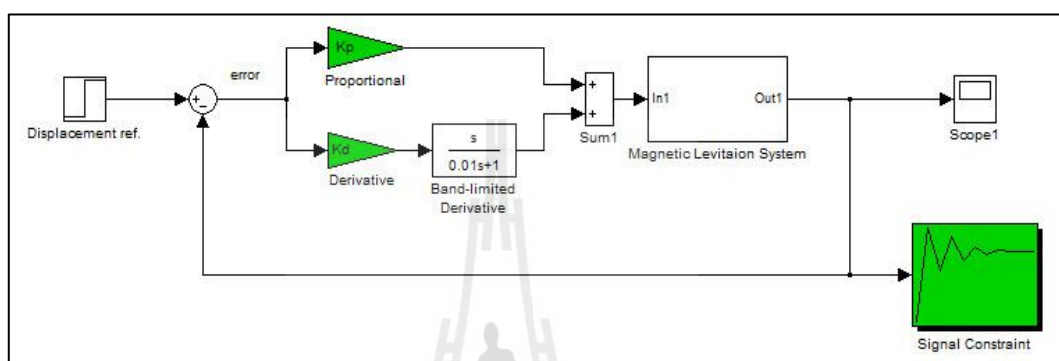 Kp
Proportional
error
+
−
Displacement ref.
Kd
Derivative
s
0.01s+1
Band-limited
Derivative
+
+
Sum1
In1
Out1
Magnetic Levitaion System
Scope1
Signal Constraint